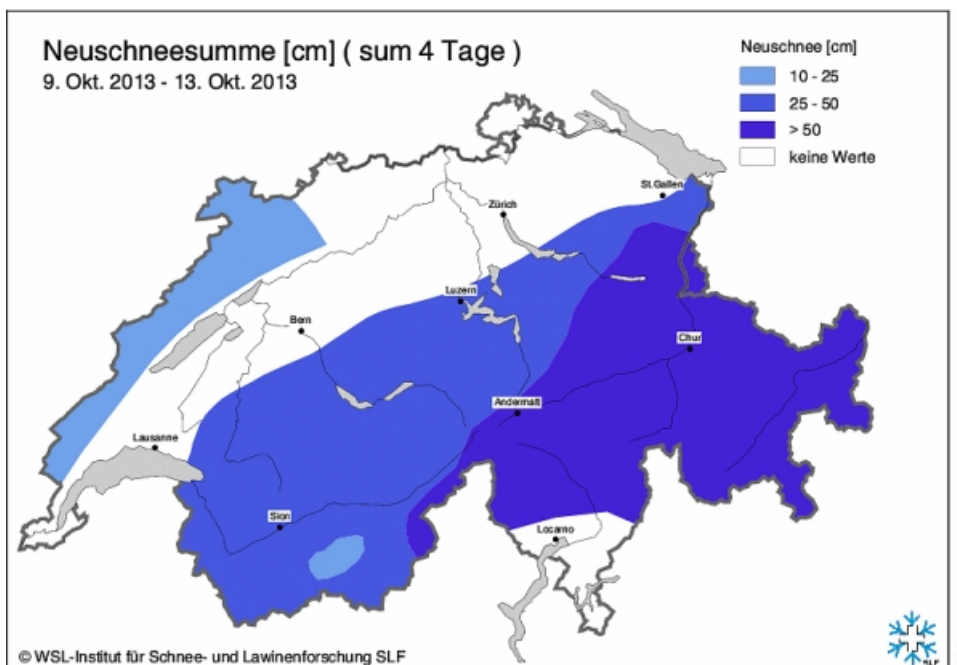 Neuschneesumme [cm] ( sum 4 Tage )
9. Okt. 2013 - 13. Okt. 2013
Neuschnee [cm]
10 - 25
25 - 50
> 50
keine Werte
St.Gallen
Zürich
Luzern
Bern
Chur
Andermatt
Lausanne
Sion
Locarno
© WSL-Institut für Schnee- und Lawinenforschung SLF
SLF